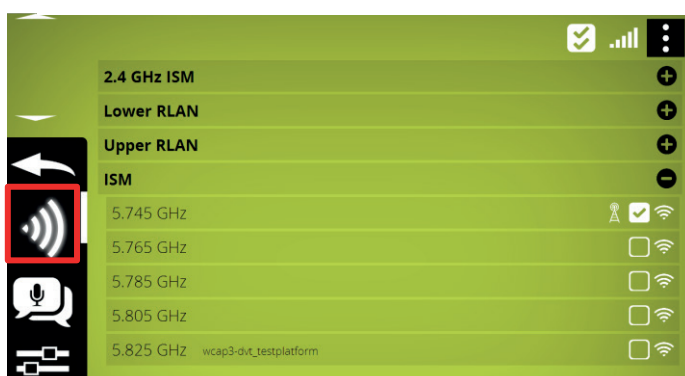 2.4 GHz ISM
Lower RLAN
Upper RLAN
ISM
5.745 GHz
5.765 GHz
5.785 GHz
5.805 GHz
5.825 GHz wcap3-dvt_testplatform